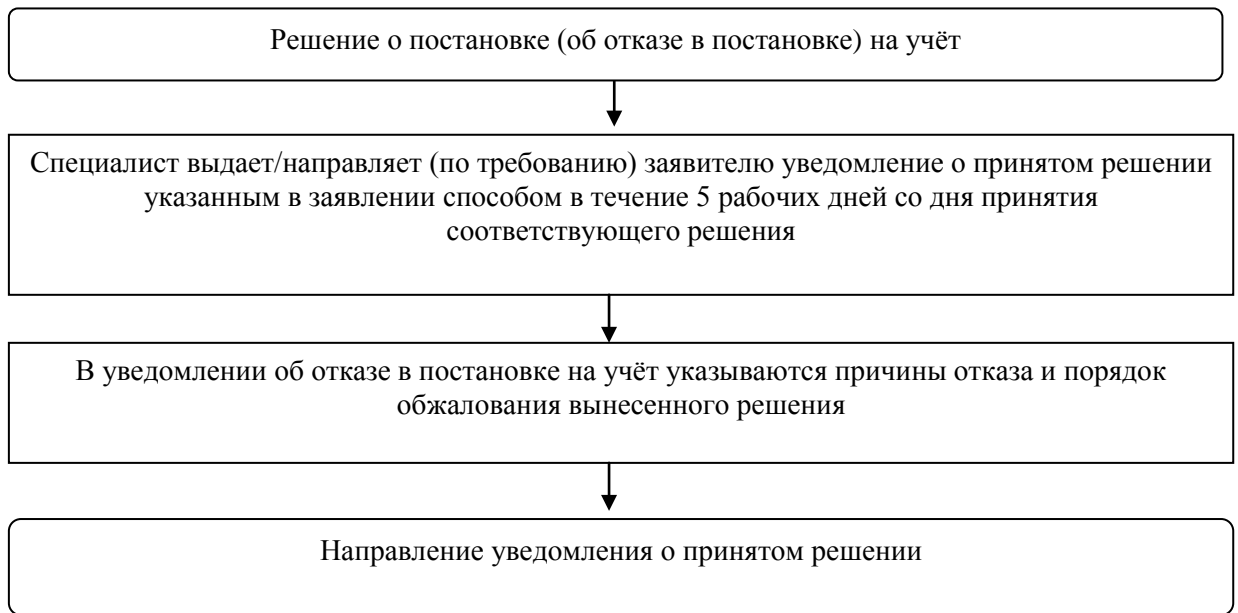 Решение о постановке (об отказе в постановке) на учёт
Специалист выдает/направляет (по требованию) заявителю уведомление о принятом решении
указанным в заявлении способом в течение 5 рабочих дней со дня принятия
соответствующего решения
В уведомлении об отказе в постановке на учёт указываются причины отказа и порядок
обжалования вынесенного решения
Направление уведомления о принятом решении